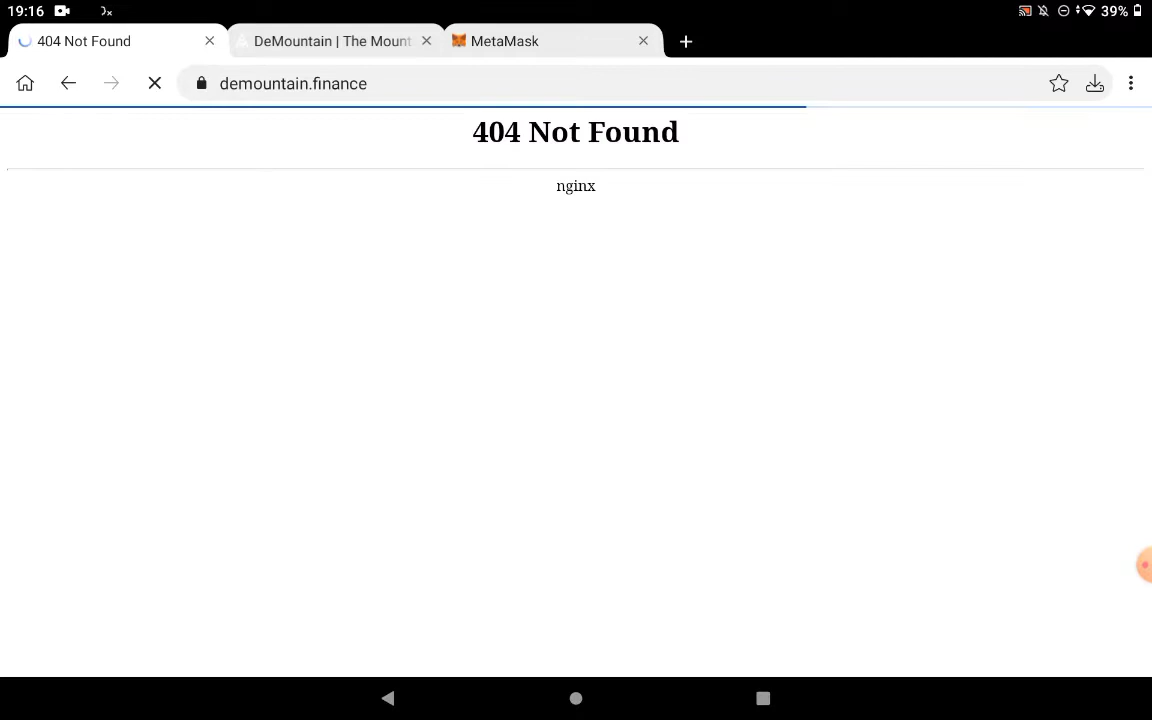 19:16
39%
404 Not Found
DeMountain | The Mount
MetaMask
demountain.finance
404 Not Found
nginx